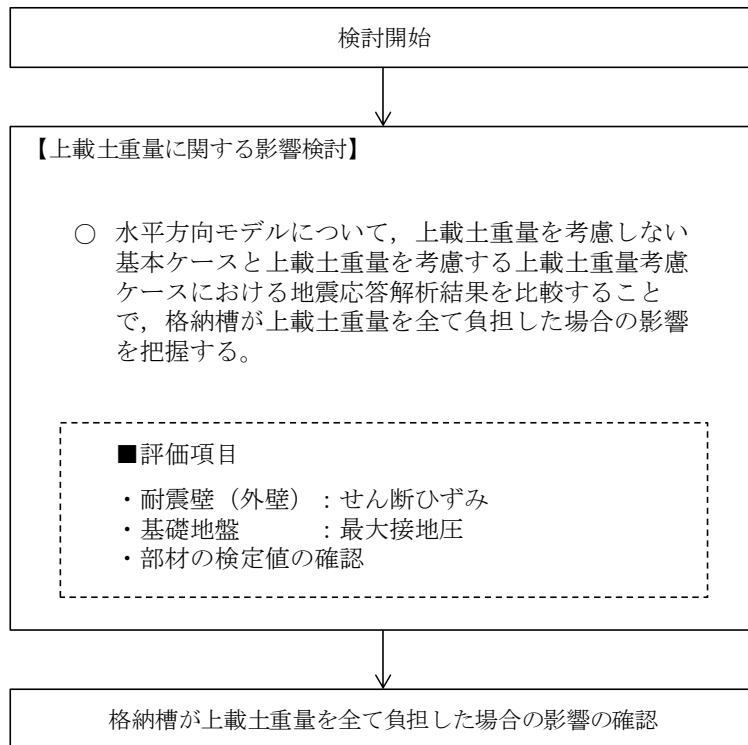 検討開始
【上載土重量に関する影響検討】
○ 水平方向モデルについて，上載土重量を考慮しない
基本ケースと上載土重量を考慮する上載土重量考慮
ケースにおける地震応答解析結果を比較すること
で，格納槽が上載土重量を全て負担した場合の影響
を把握する。
■評価項目
・耐震壁（外壁）：せん断ひずみ
・基礎地盤　　　：最大接地圧
・部材の検定値の確認
格納槽が上載土重量を全て負担した場合の影響の確認